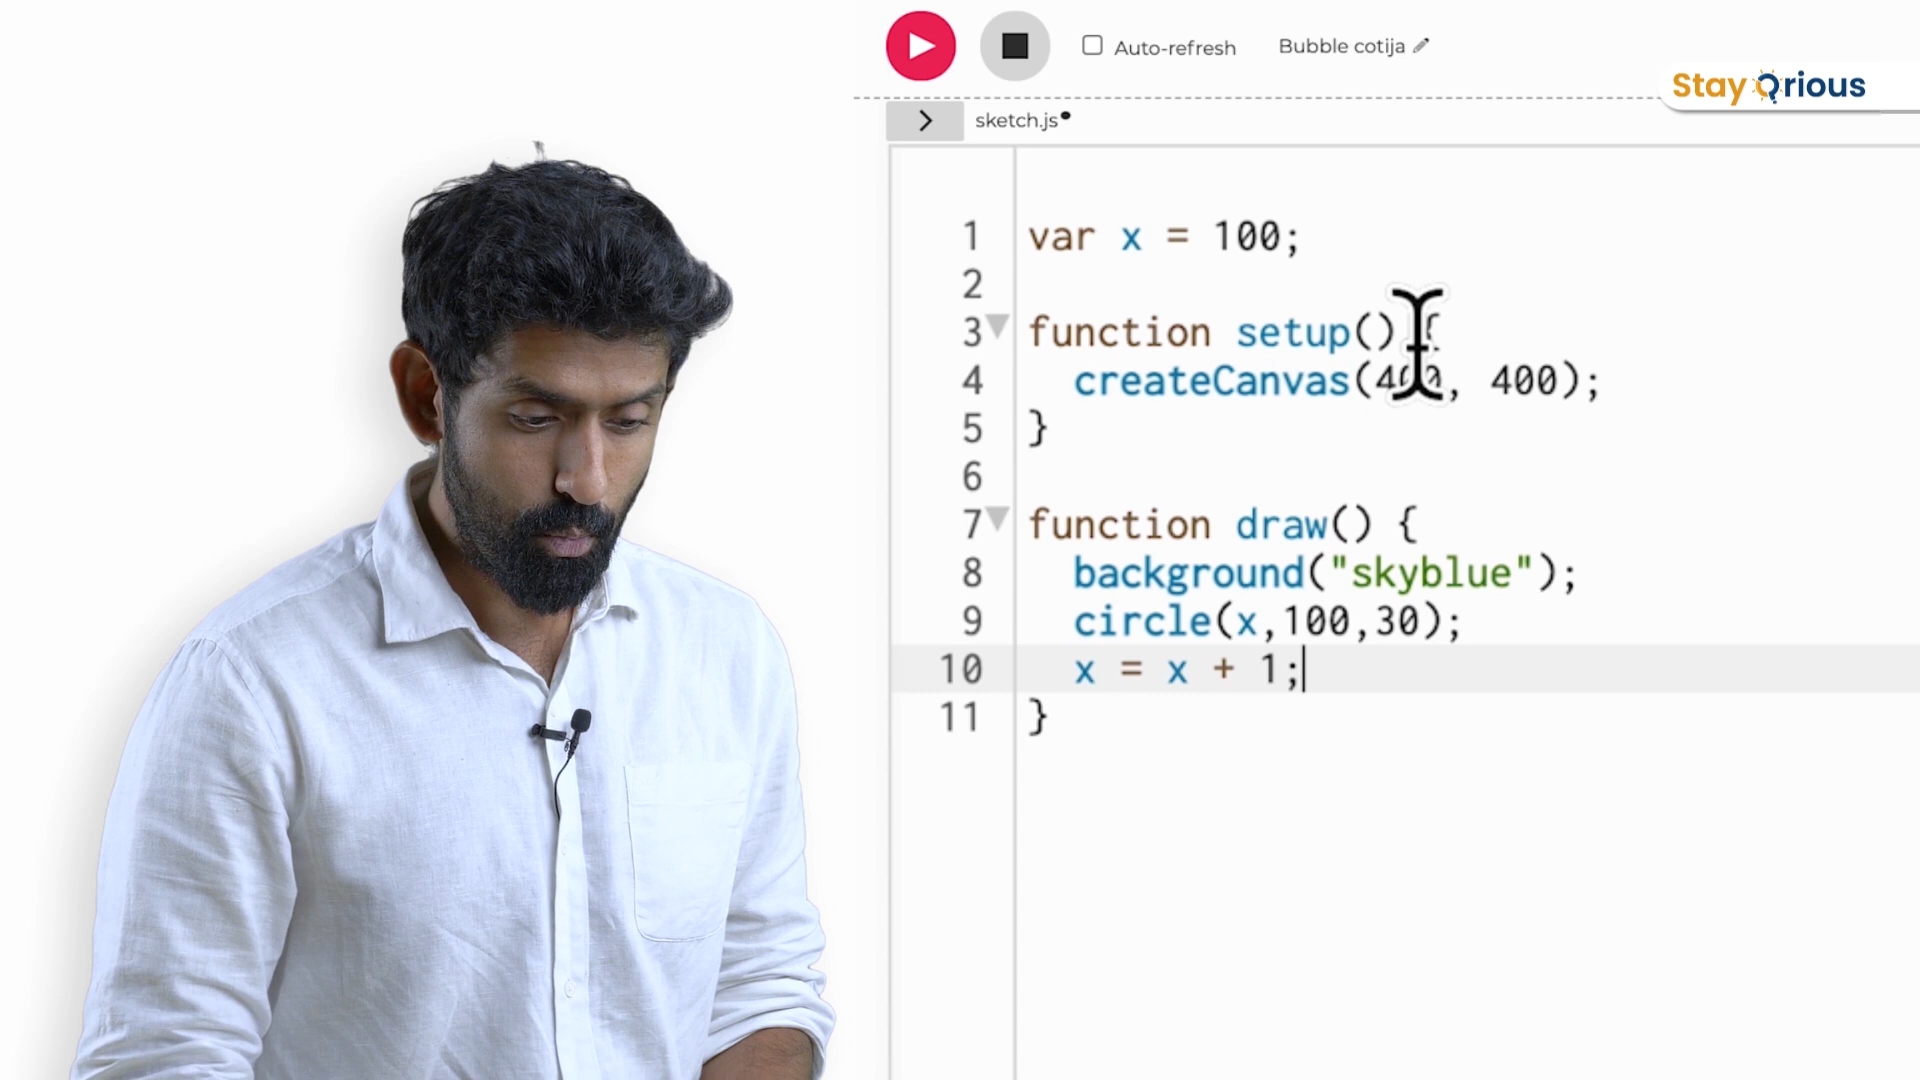 Auto-refresh
Bubble cotija
Stay Qrious
sketch.js
1 var x = 100;
2
3 function setup() {
4 createCanvas(400, 400);
5 }
6
7 function draw() {
8 background("skyblue");
9 circle(x,100,30);
10 x = x + 1;
11 }